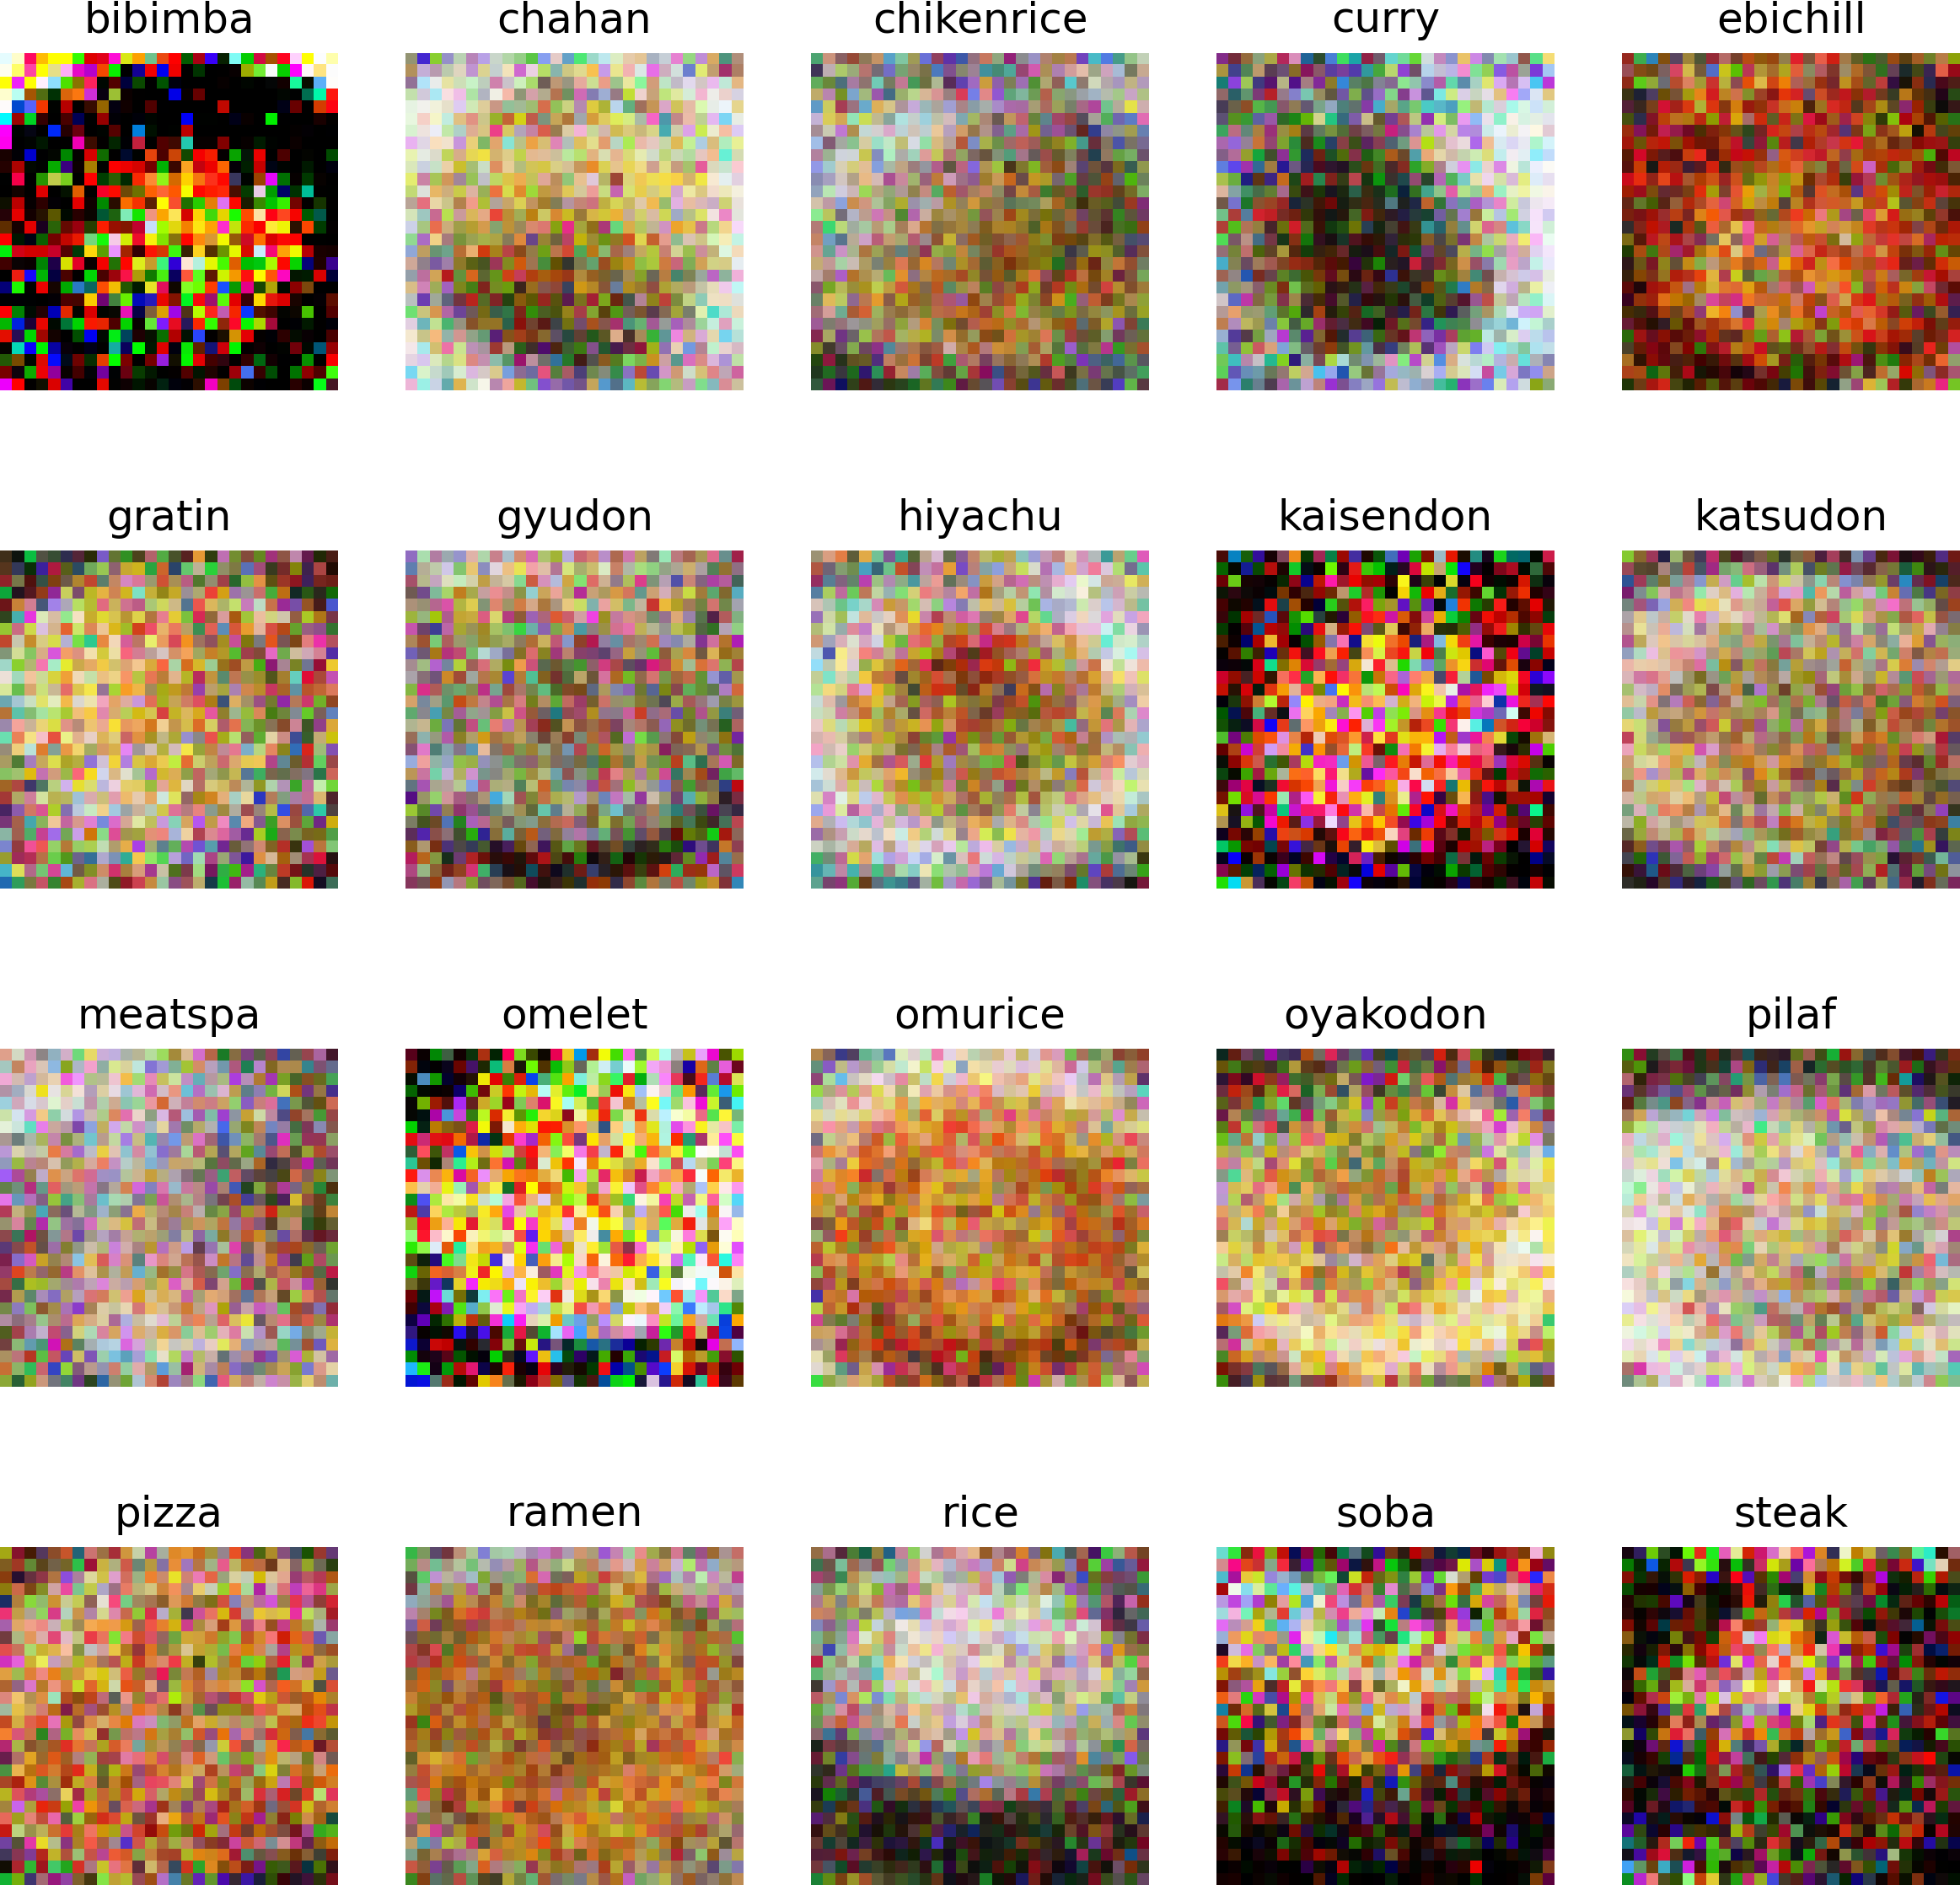 bibimba chahan chikenrice curry ebichill
gratin gyudon hiyachu kaisendon katsudon
meatspa omelet omurice oyakodon pilaf
pizza ramen rice soba steak